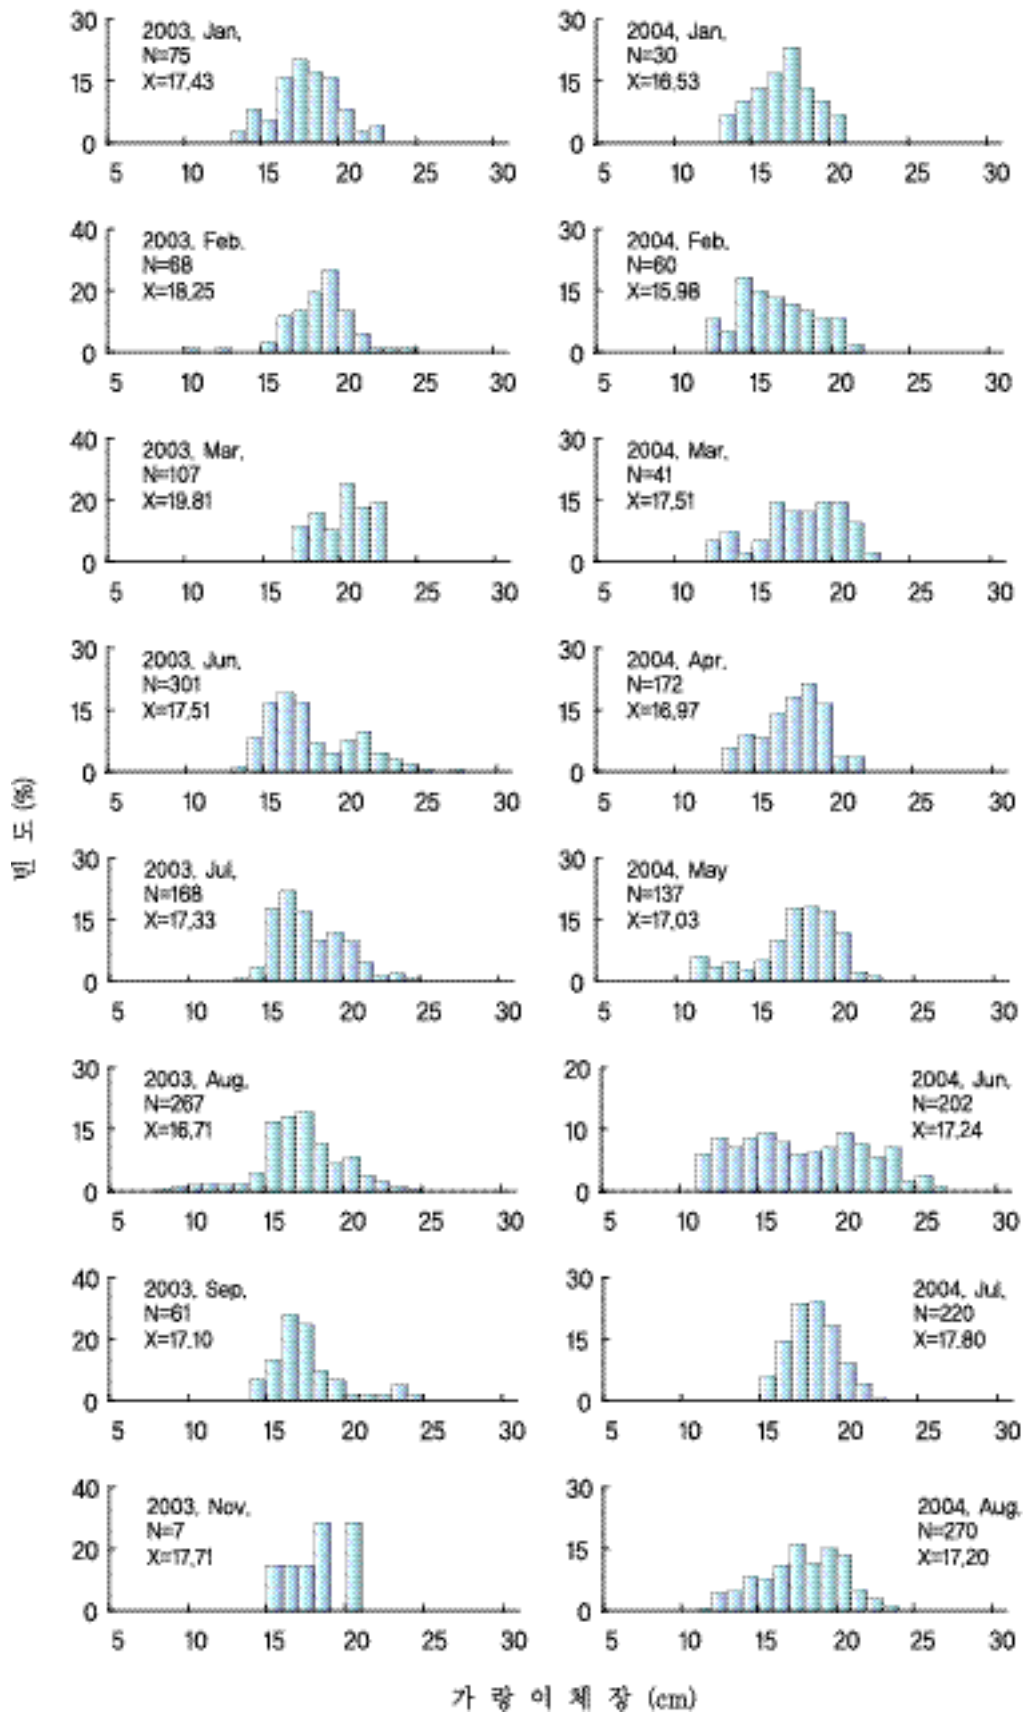 30
15
0
2003. Jan.
N=75
X=17.43
5 10 15 20 25 30
30
15
0
2004. Jan.
N=30
X=16.53
5 10 15 20 25 30
40
20
0
2003. Feb.
N=68
X=18.25
5 10 15 20 25 30
30
15
0
2004. Feb.
N=60
X=15.98
5 10 15 20 25 30
40
20
0
2003. Mar.
N=107
X=19.81
5 10 15 20 25 30
30
15
0
2004. Mar.
N=41
X=17.51
5 10 15 20 25 30
30
15
0
2003. Jun.
N=301
X=17.51
5 10 15 20 25 30
30
15
0
2004. Apr.
N=172
X=16.97
5 10 15 20 25 30
빈 도 (%)
30
15
0
2003. Jul.
N=168
X=17.33
5 10 15 20 25 30
30
15
0
2004. May
N=137
X=17.03
5 10 15 20 25 30
30
15
0
2003. Aug.
N=267
X=16.71
5 10 15 20 25 30
20
10
0
2004. Jun.
N=202
X=17.24
5 10 15 20 25 30
40
20
0
2003. Sep.
N=61
X=17.10
5 10 15 20 25 30
30
15
0
2004. Jul.
N=220
X=17.80
5 10 15 20 25 30
40
20
0
2003. Nov.
N=7
X=17.71
5 10 15 20 25 30
30
15
0
2004. Aug.
N=270
X=17.20
5 10 15 20 25 30
가 랑 이 체 장 (cm)